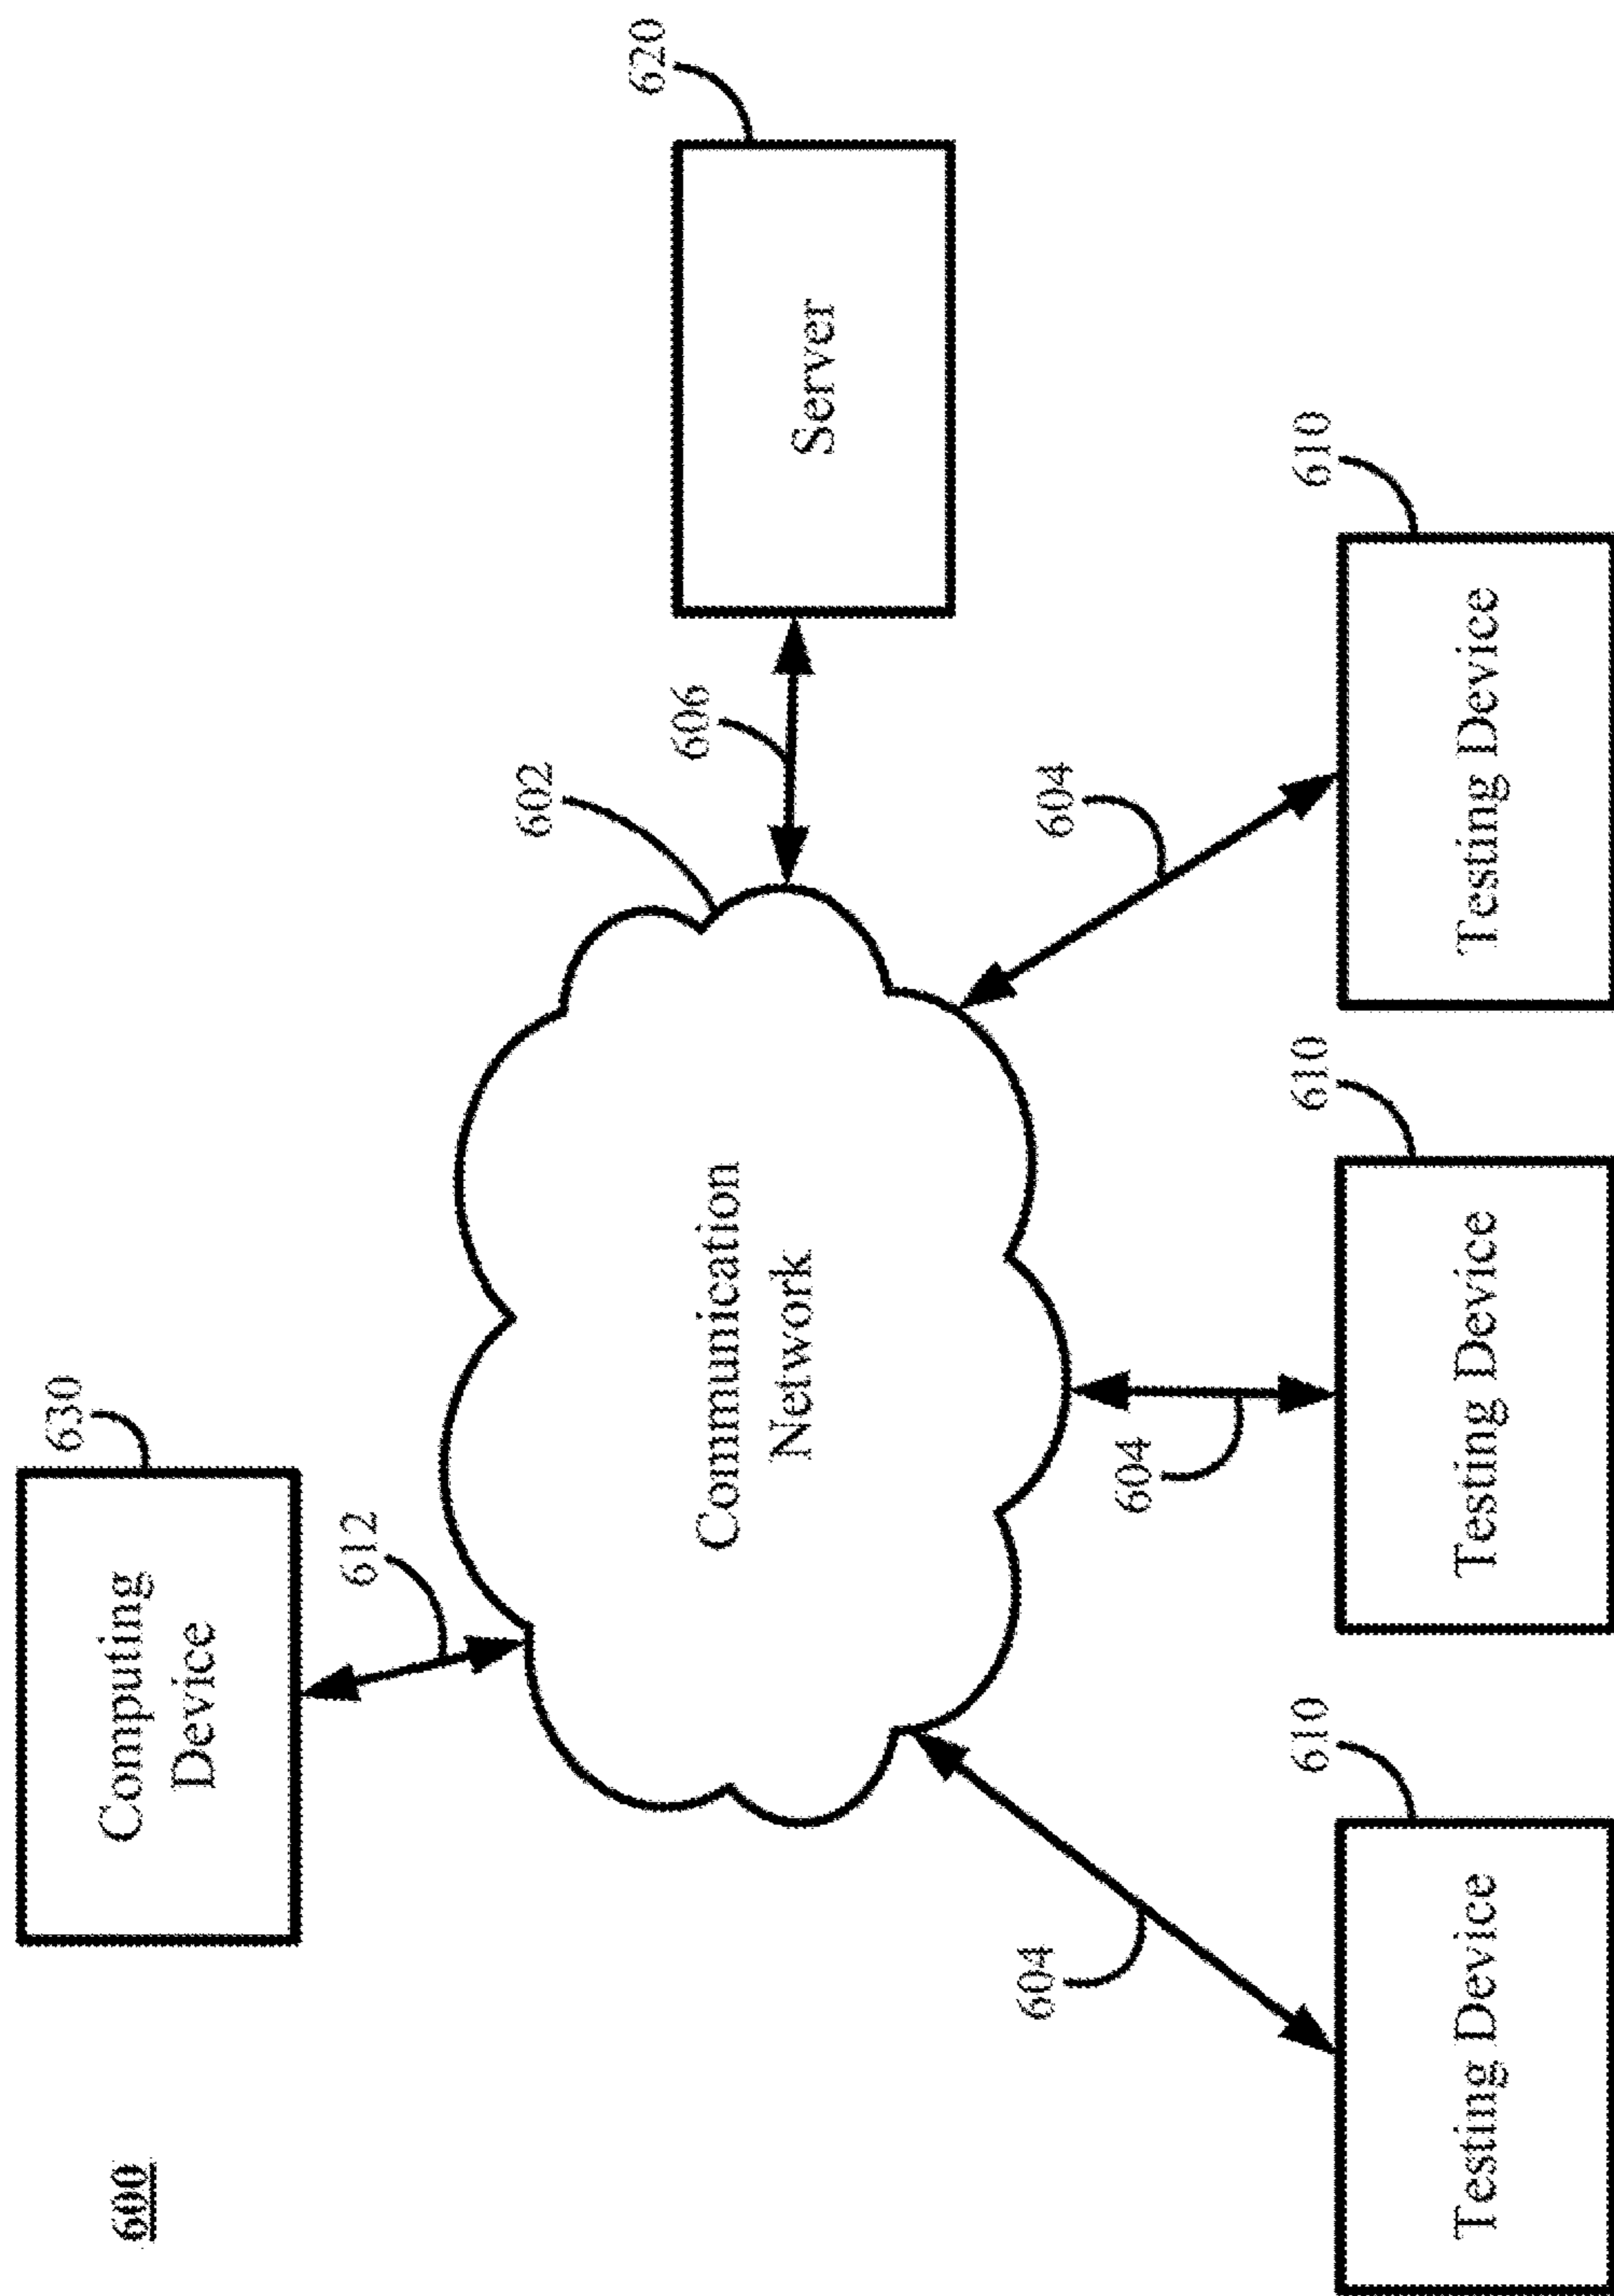 600
Computing
Device
630
612
Communication
Network
602
606
Server
620
604
604
604
Testing Device
610
Testing Device
610
Testing Device
610